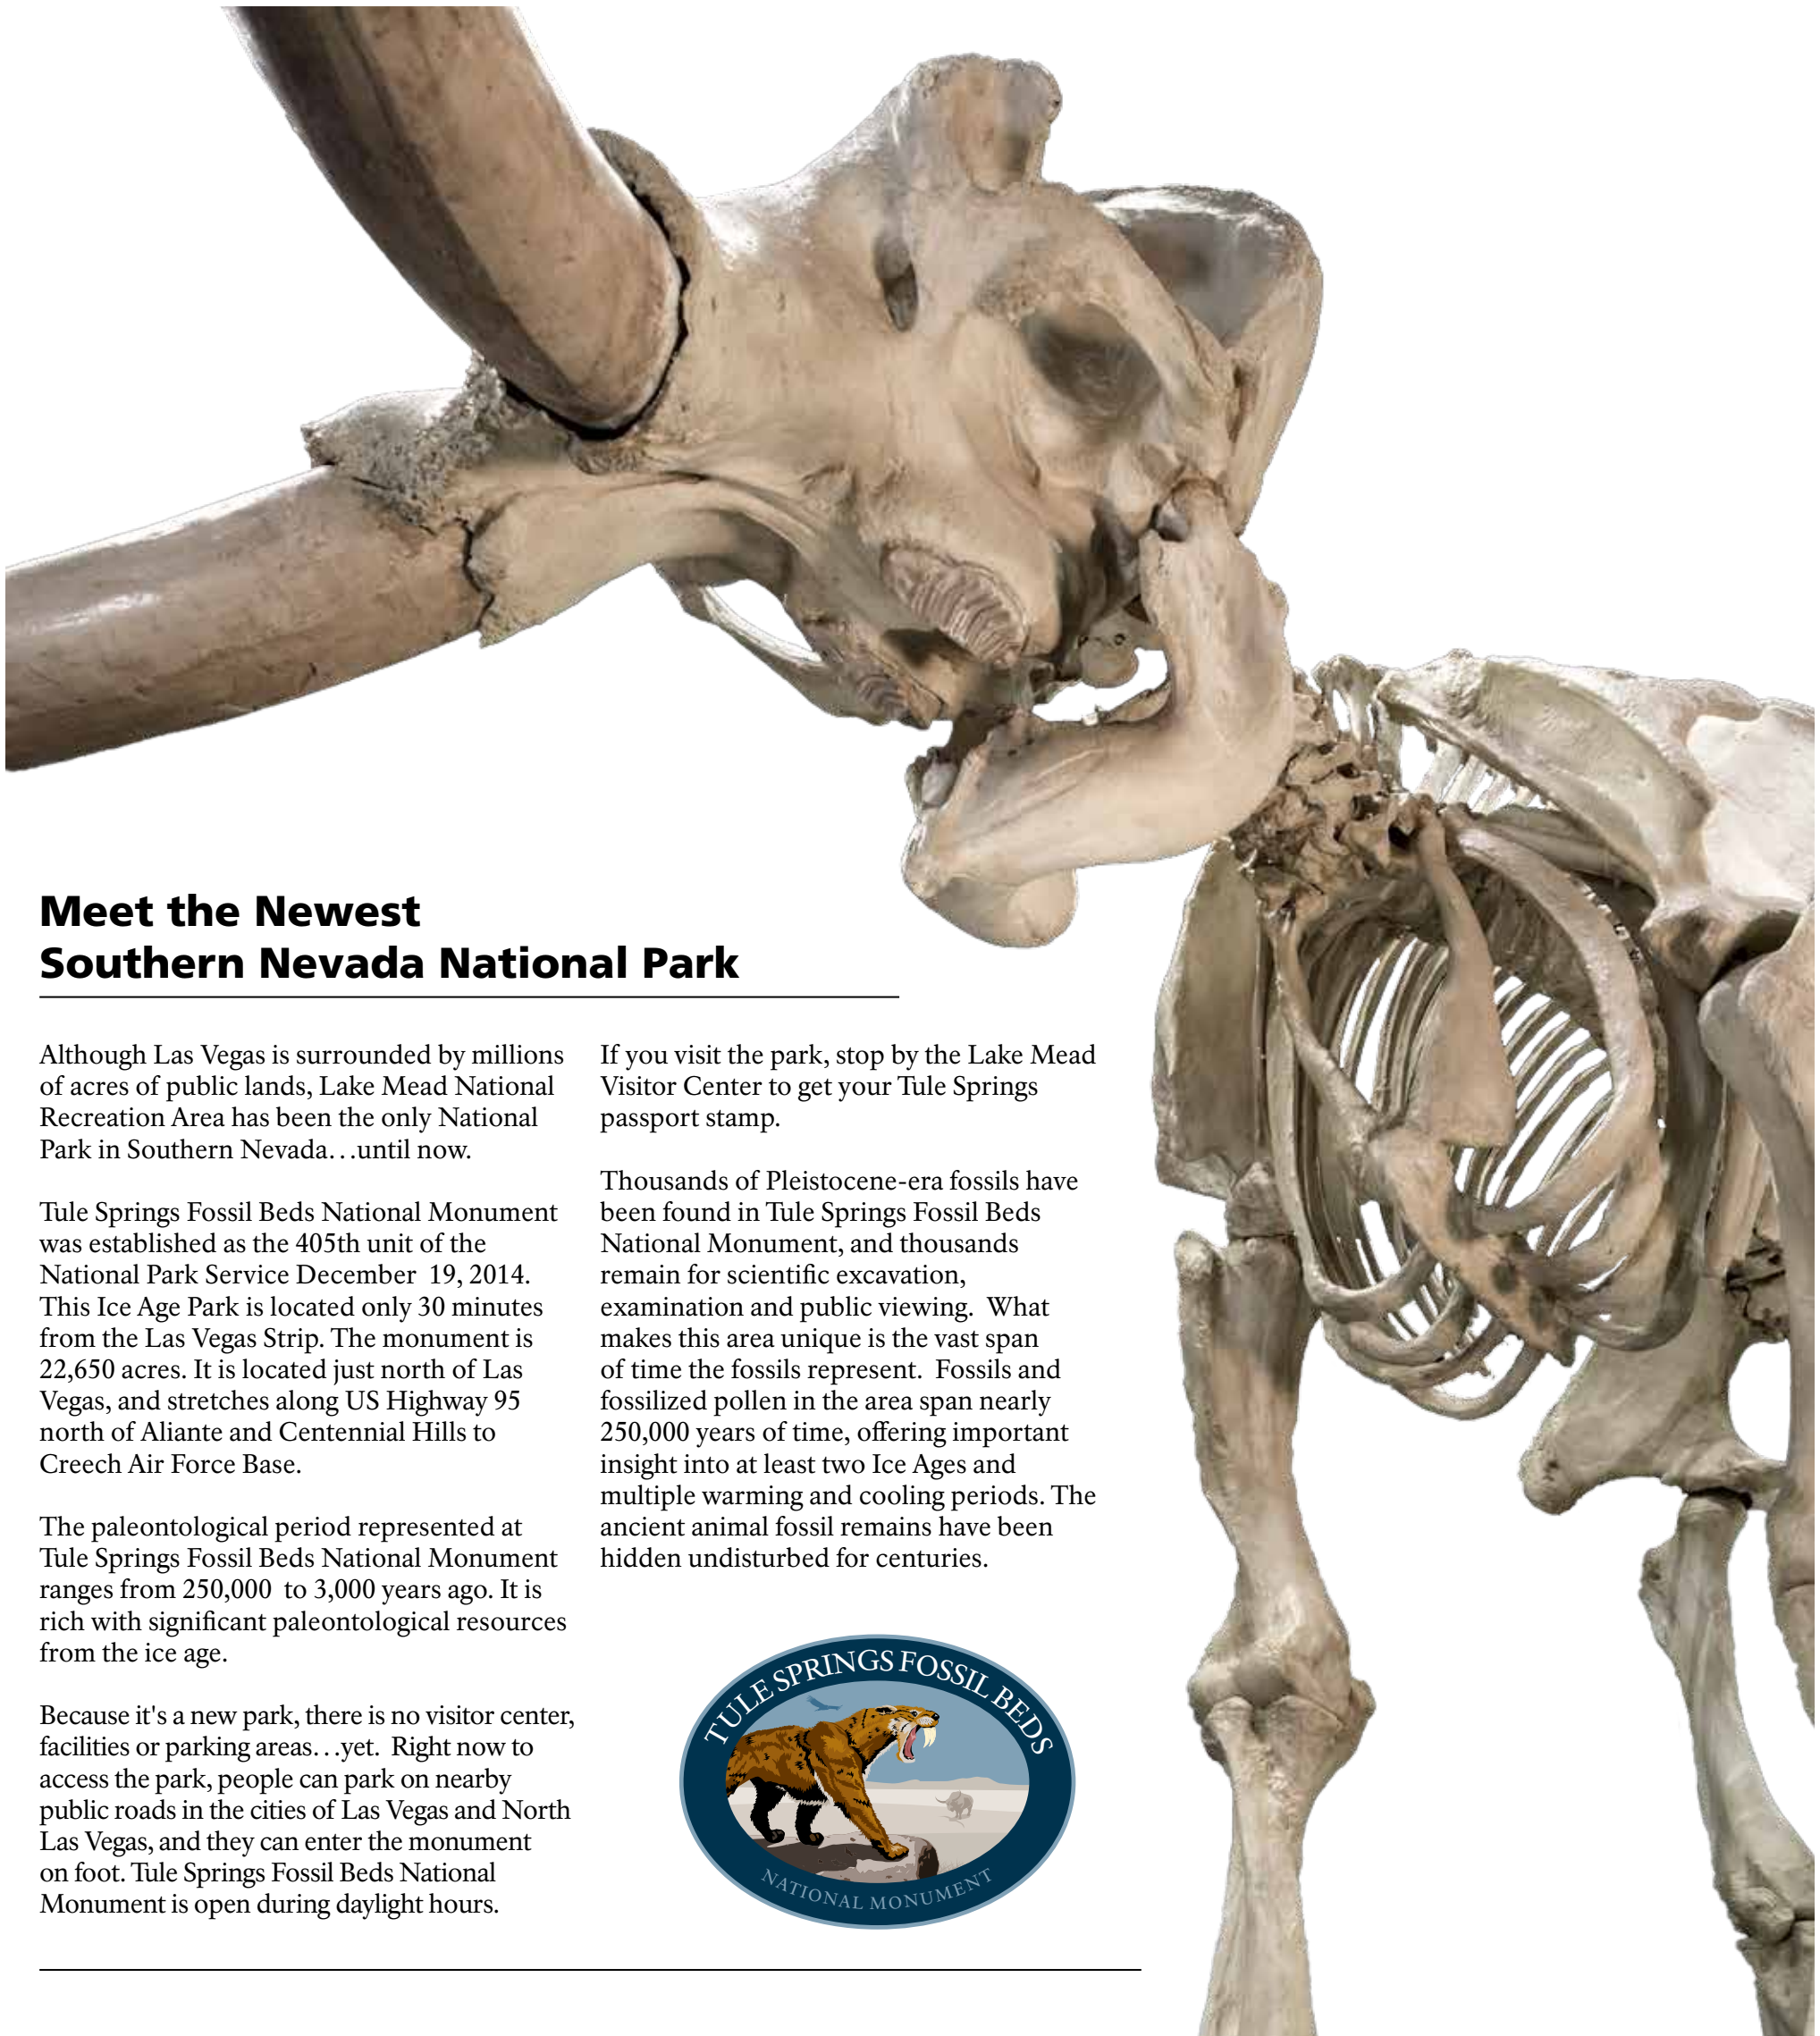 Meet the Newest
Southern Nevada National Park
Although Las Vegas is surrounded by millions
of acres of public lands, Lake Mead National
Recreation Area has been the only National
Park in Southern Nevada…until now.
Tule Springs Fossil Beds National Monument
was established as the 405th unit of the
National Park Service December  19, 2014.
This Ice Age Park is located only 30 minutes
from the Las Vegas Strip. The monument is
22,650 acres. It is located just north of Las
Vegas, and stretches along US Highway 95
north of Aliante and Centennial Hills to
Creech Air Force Base.
The paleontological period represented at
Tule Springs Fossil Beds National Monument
ranges from 250,000  to 3,000 years ago. It is
rich with significant paleontological resources
from the ice age.
Because it's a new park, there is no visitor center,
facilities or parking areas…yet.  Right now to
access the park, people can park on nearby
public roads in the cities of Las Vegas and North
Las Vegas, and they can enter the monument
on foot. Tule Springs Fossil Beds National
Monument is open during daylight hours.
If you visit the park, stop by the Lake Mead
Visitor Center to get your Tule Springs
passport stamp.
Thousands of Pleistocene-era fossils have
been found in Tule Springs Fossil Beds
National Monument, and thousands
remain for scientific excavation,
examination and public viewing.  What
makes this area unique is the vast span
of time the fossils represent.  Fossils and
fossilized pollen in the area span nearly
250,000 years of time, offering important
insight into at least two Ice Ages and
multiple warming and cooling periods. The
ancient animal fossil remains have been
hidden undisturbed for centuries.
TULE SPRINGS FOSSIL BEDS
NATIONAL MONUMENT